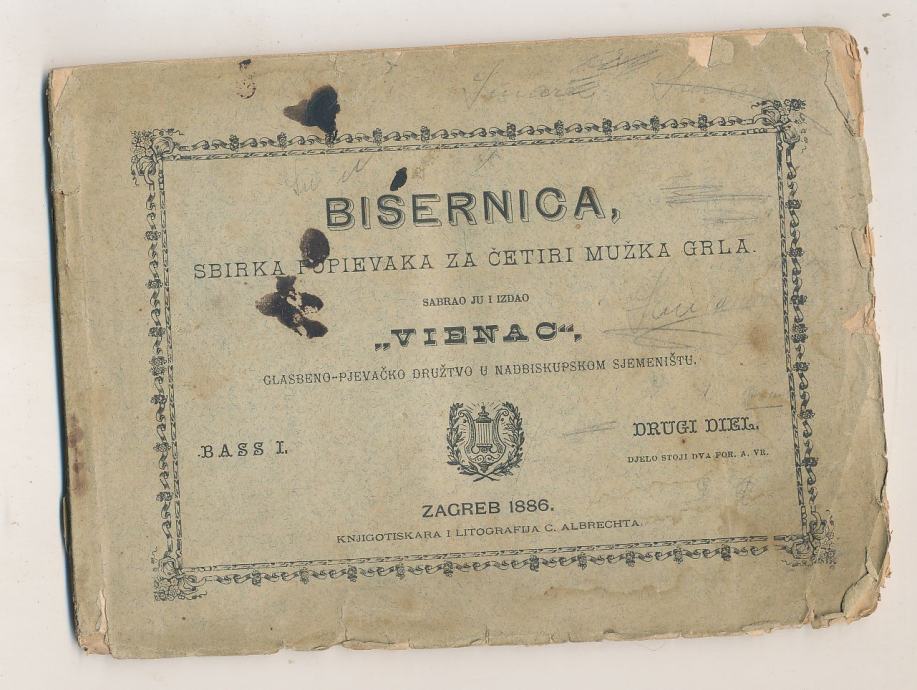 BISERNICA,
SBIRKA POPIEVAKA ZA ČETIRI MUŽKA GRLA.
SABRAO JU I IZDAO
„VIENAC“,
GLASBENO-PJEVAČKO DRUŽTVO U NADBISKUPSKOM SJEMENIŠTU.
BASS I.
DRUGI DIEL.
DJELO STOJI DVA FOR. A. VR.
ZAGREB 1886.
KNJIGOTISKARA I LITOGRAFIJA C. ALBRECHTA.